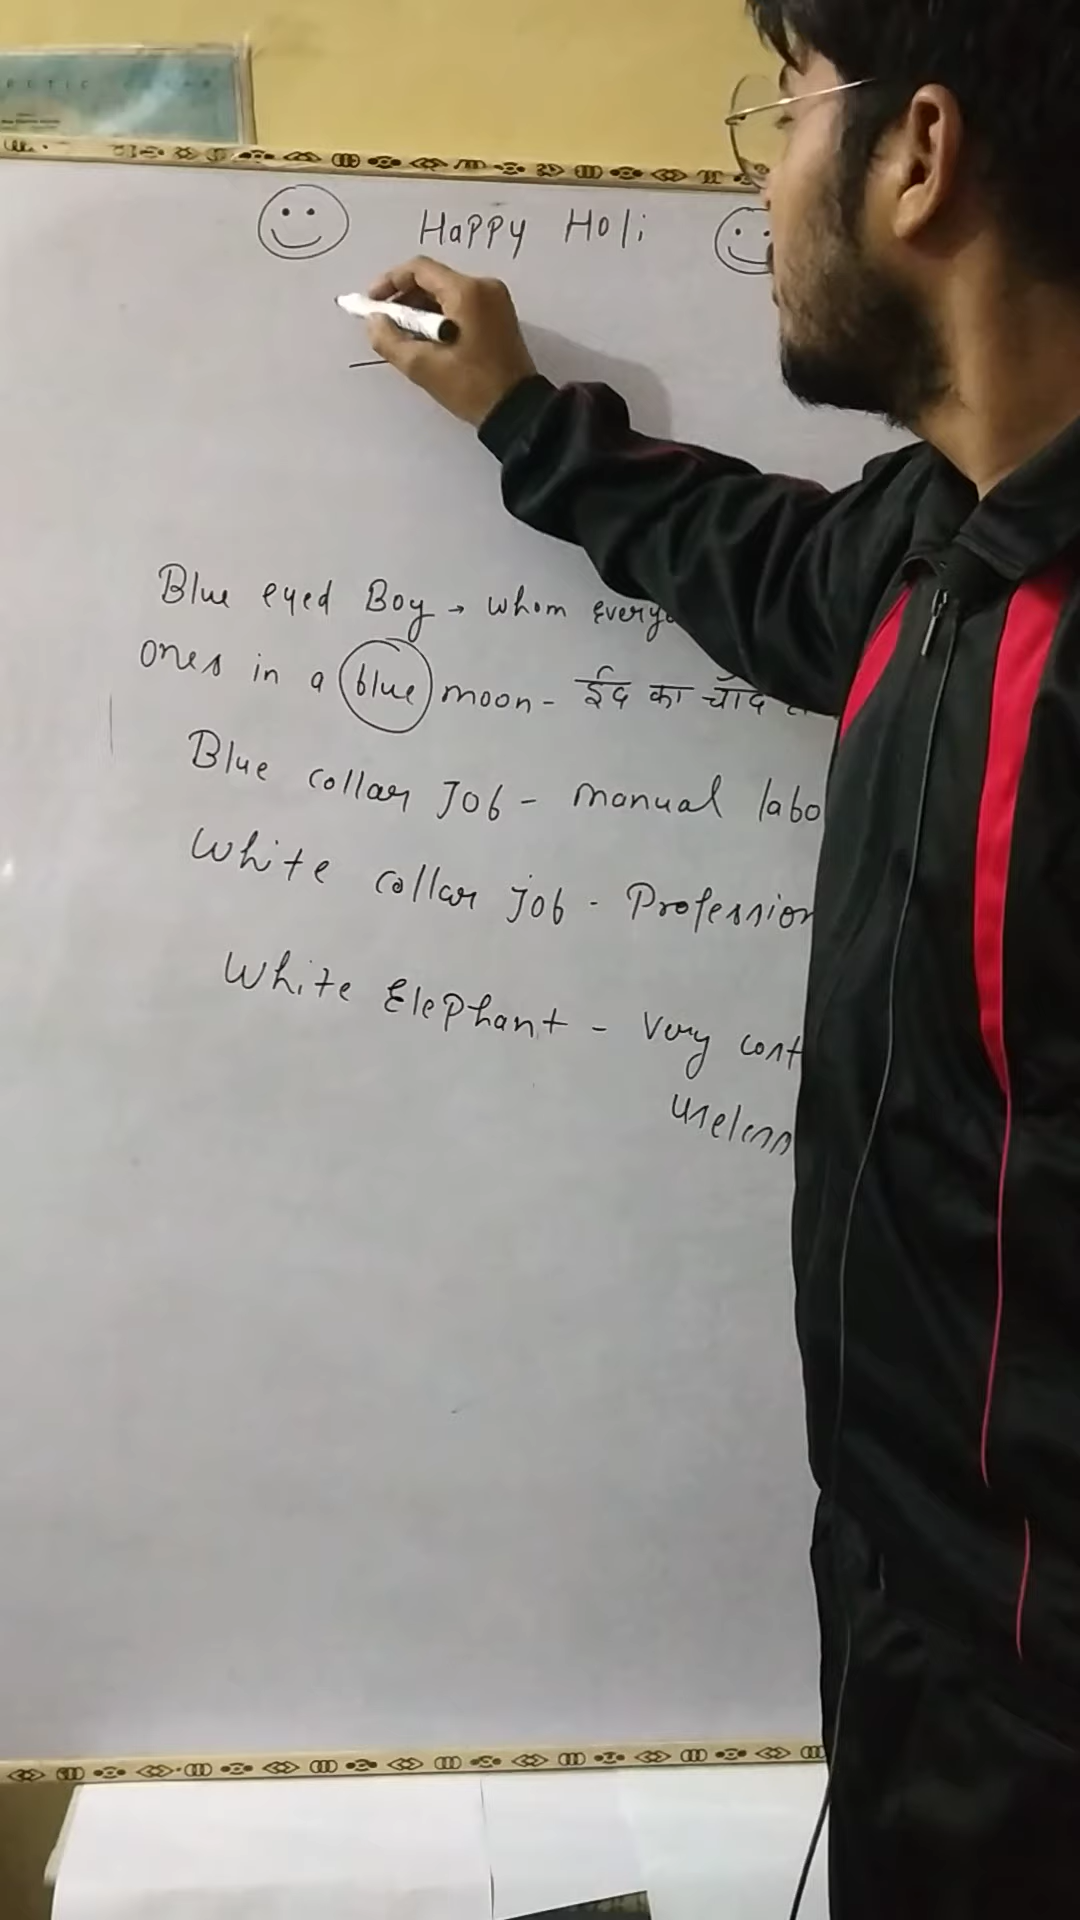 Happy Holi
Blue eyed Boy → whom
ones in a blue moon - ईद का चाँद
Blue collar Job - manual
White collar job - 
White Elephant - very
useless